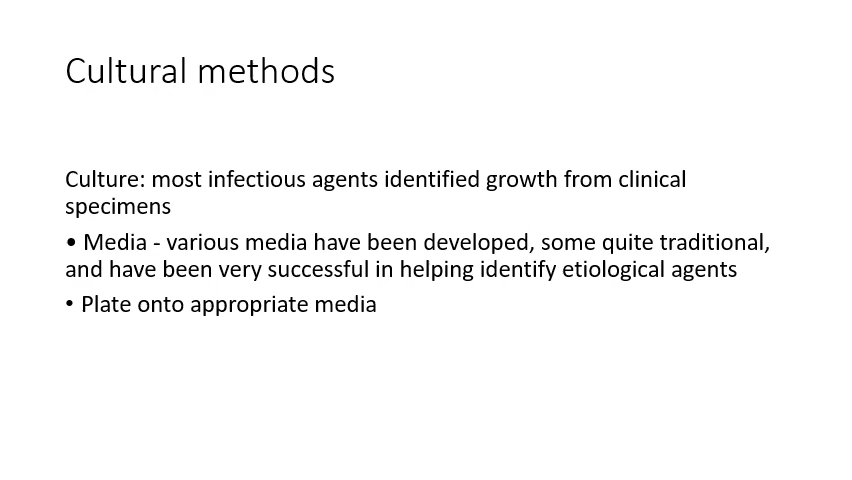 Cultural methods
Culture: most infectious agents identified growth from clinical
specimens
• Media - various media have been developed, some quite traditional,
and have been very successful in helping identify etiological agents
• Plate onto appropriate media